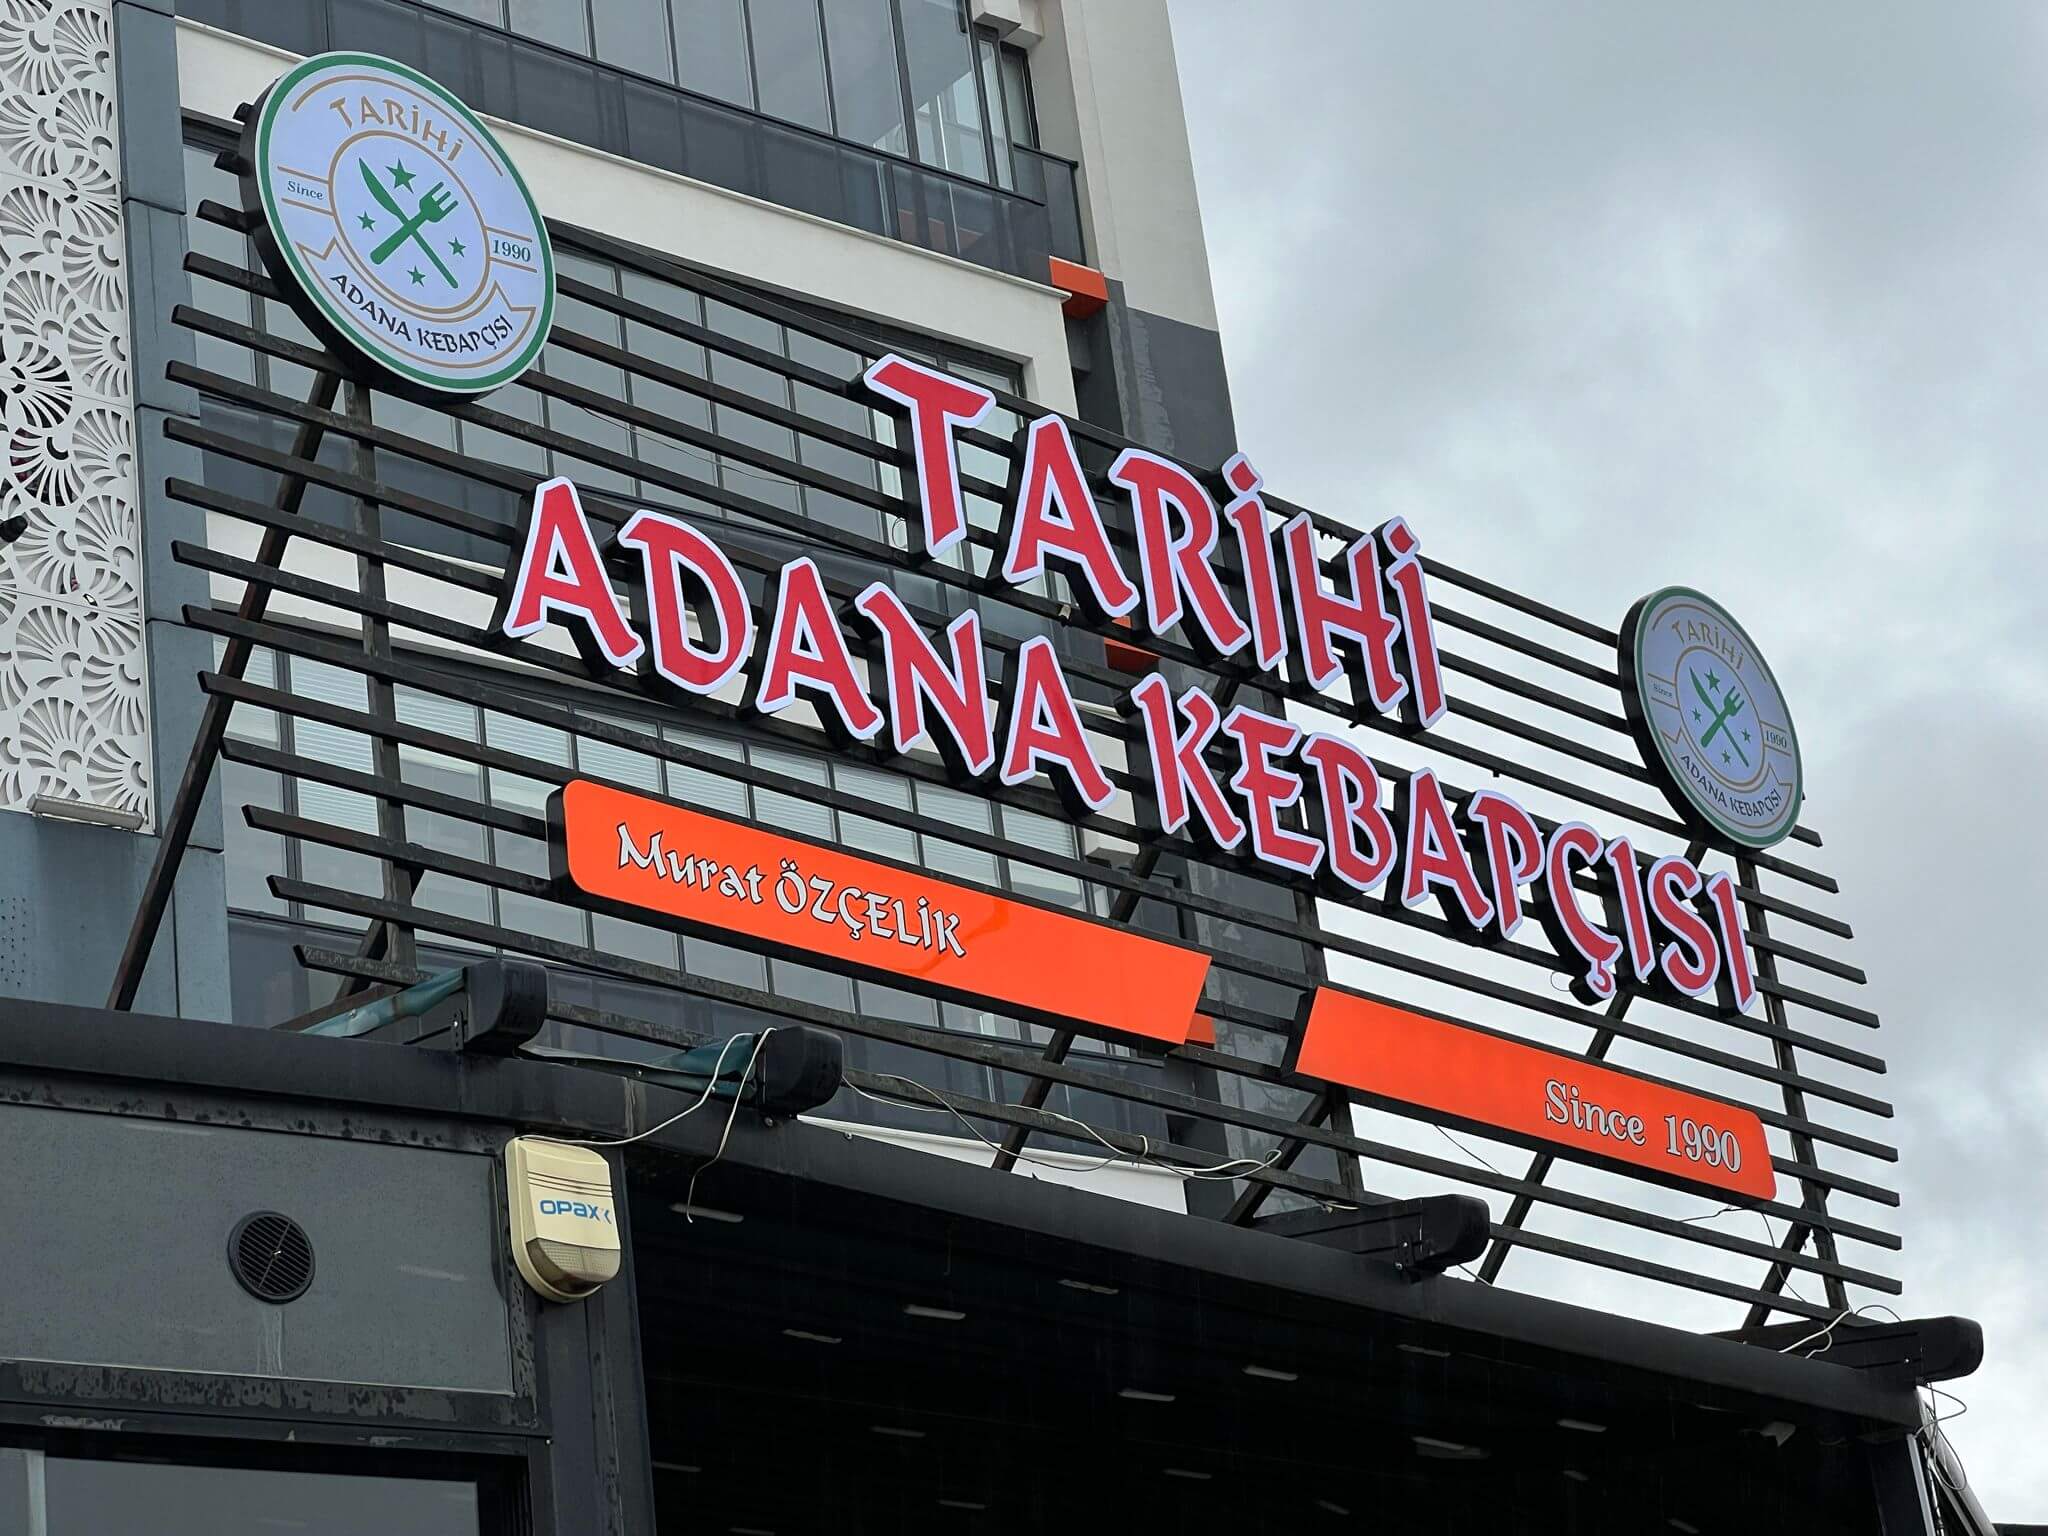 TARİHİ
Since
1990
ADANA KEBAPÇISI
TARİHİ
ADANA KEBAPÇISI
TARİHİ
Since
1990
ADANA KEBAPÇISI
Murat ÖZÇELİK
Since 1990
OPAX